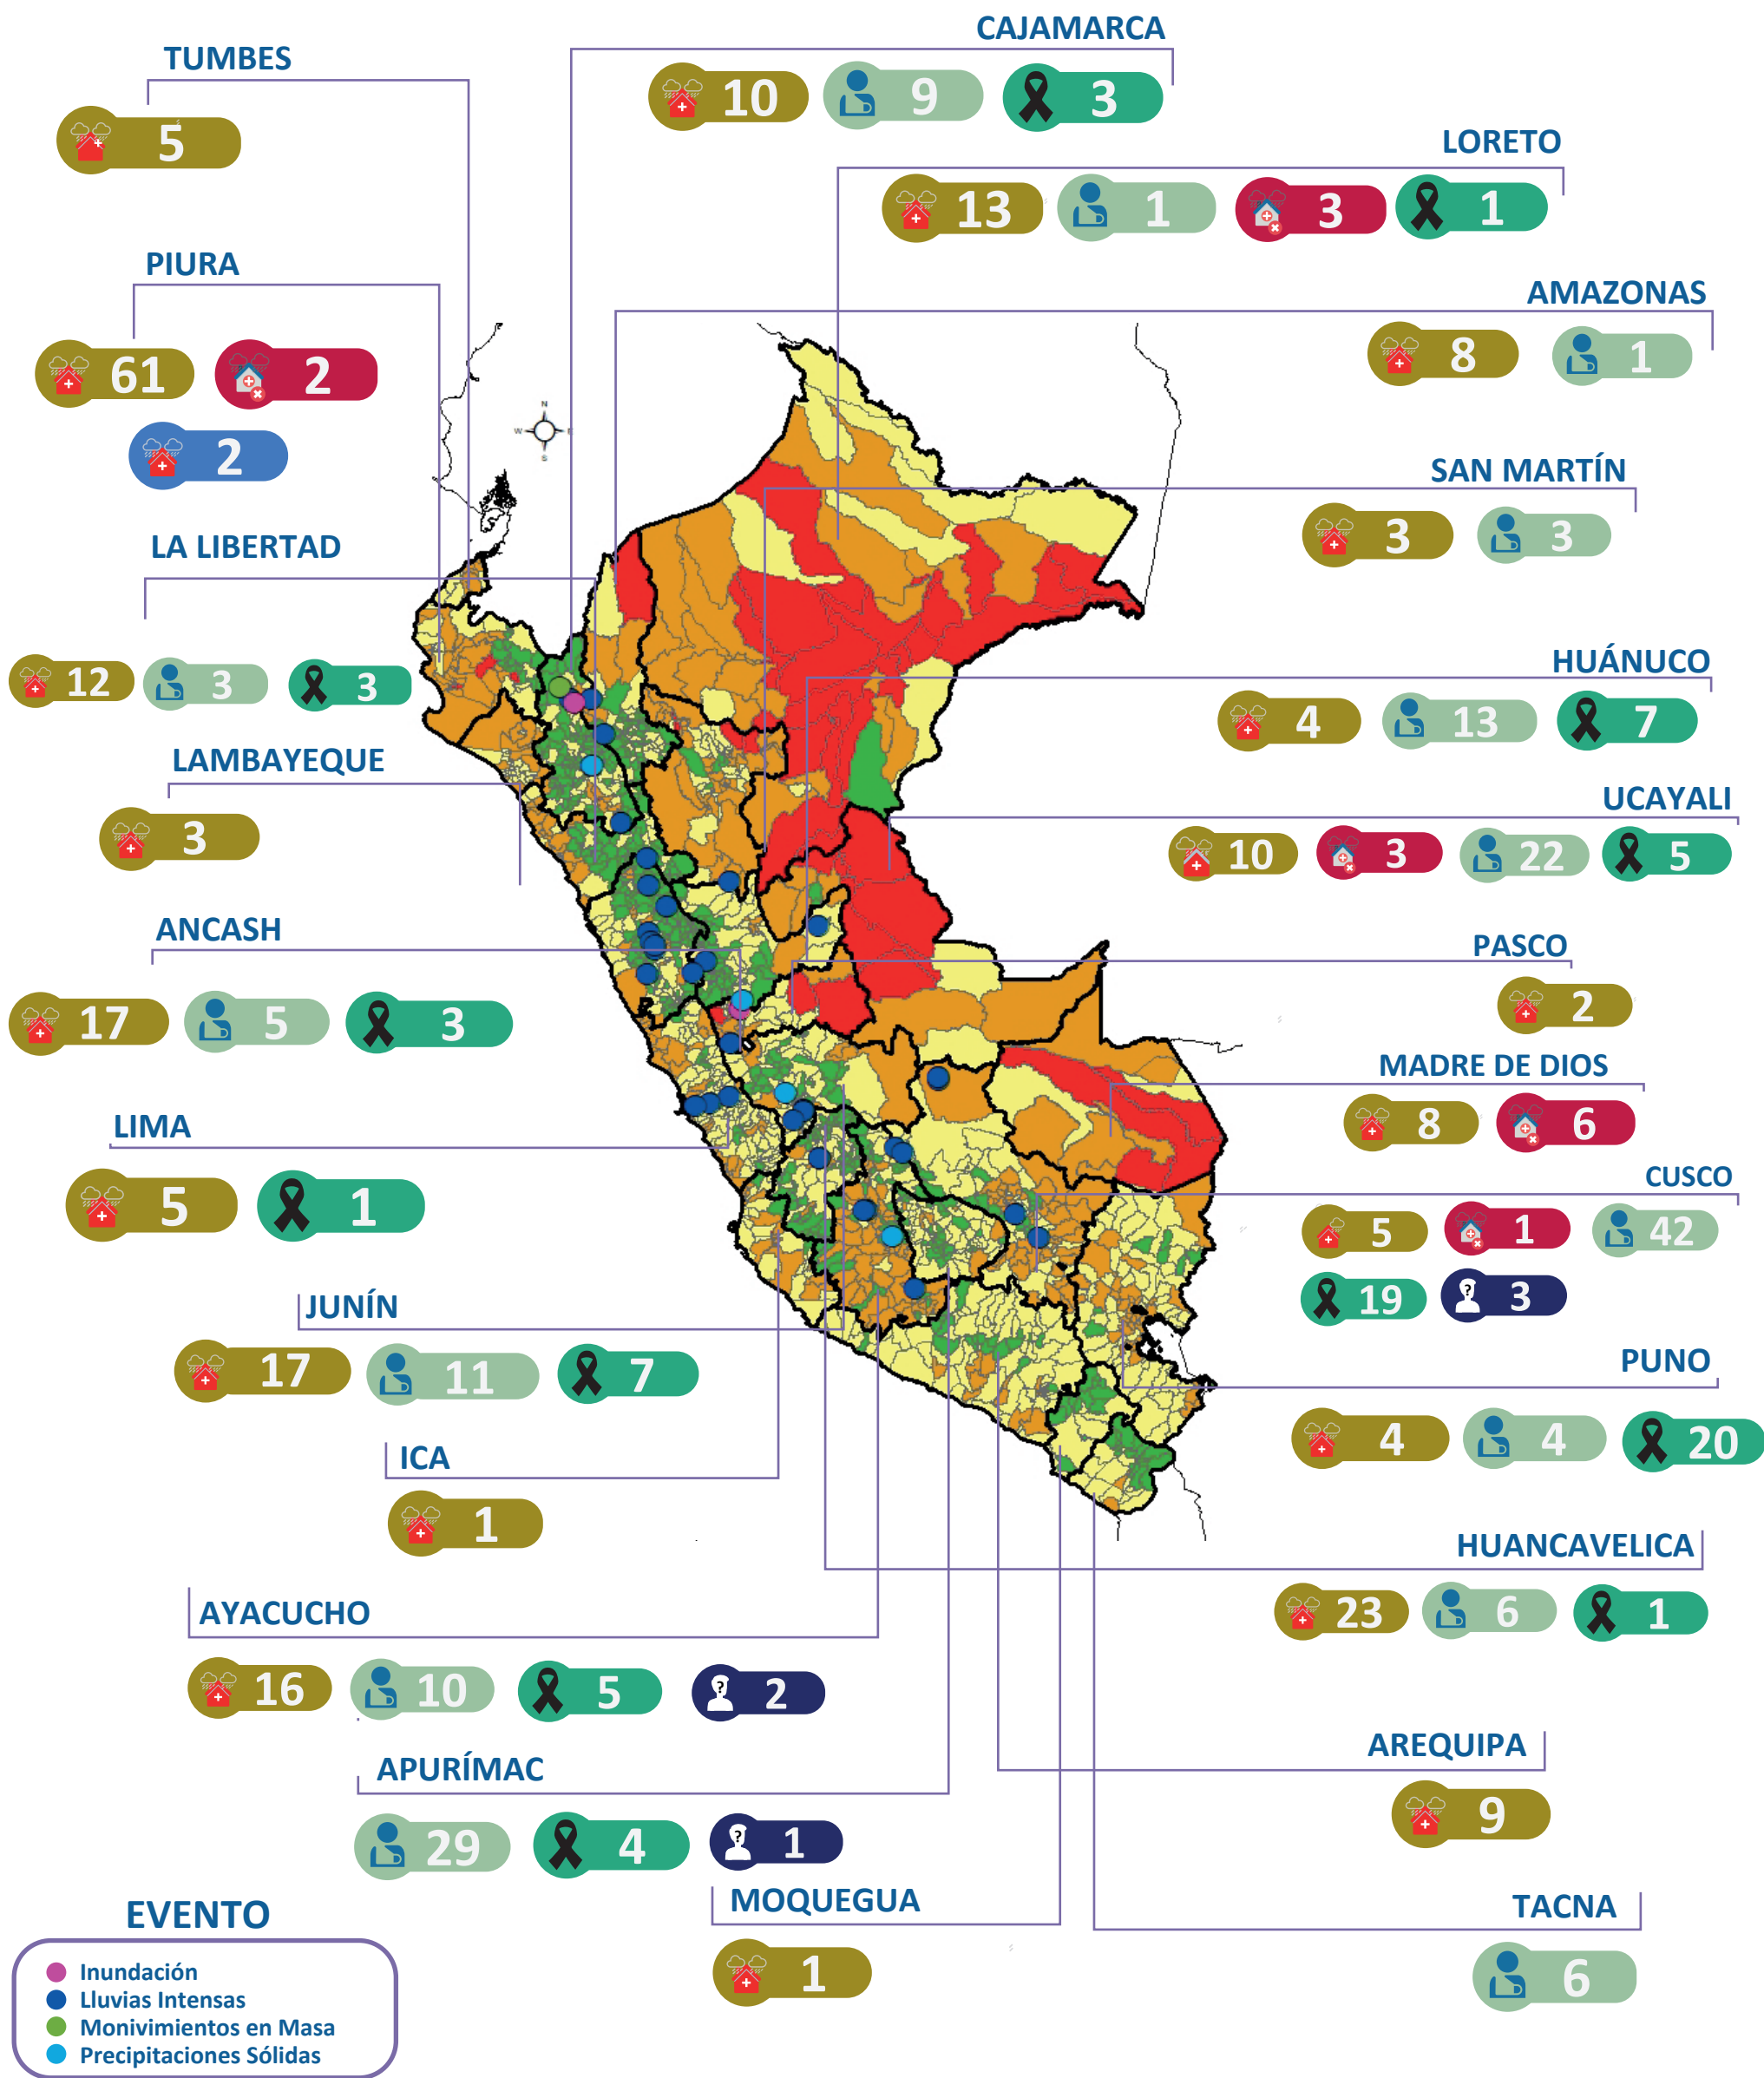 CAJAMARCA
10 9 3
TUMBES
5
LORETO
13 1 3 1
PIURA
61 2
2
AMAZONAS
8 1
N
W E
S
SAN MARTÍN
3 3
LA LIBERTAD
12 3 3
HUÁNUCO
4 13 7
LAMBAYEQUE
3
UCAYALI
10 3 22 5
ANCASH
17 5 3
PASCO
2
MADRE DE DIOS
8 6
LIMA
5 1
CUSCO
5 1 42
19 3
JUNÍN
17 11 7
PUNO
4 4 20
ICA
1
HUANCAVELICA
23 6 1
AYACUCHO
16 10 5 ? 2
AREQUIPA
9
APURÍMAC
29 4 ? 1
MOQUEGUA
1
TACNA
6
EVENTO
Inundación
Lluvias Intensas
Monivimientos en Masa
Precipitaciones Sólidas